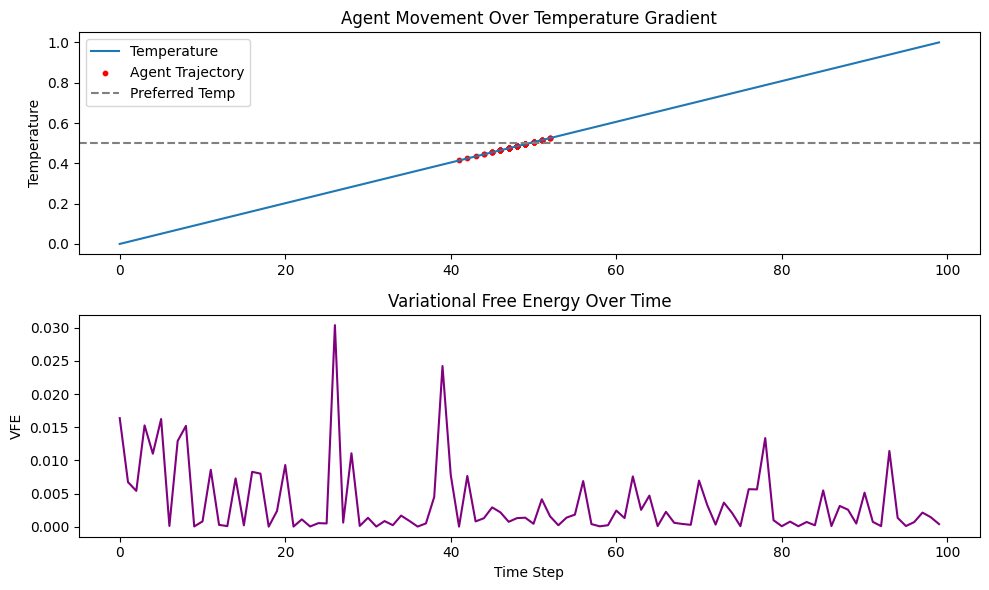 Agent Movement Over Temperature Gradient
Temperature
Agent Trajectory
Preferred Temp
Temperature
1.0
0.8
0.6
0.4
0.2
0.0
0 20 40 60 80 100
Variational Free Energy Over Time
VFE
0.030
0.025
0.020
0.015
0.010
0.005
0.000
0 20 40 60 80 100
Time Step